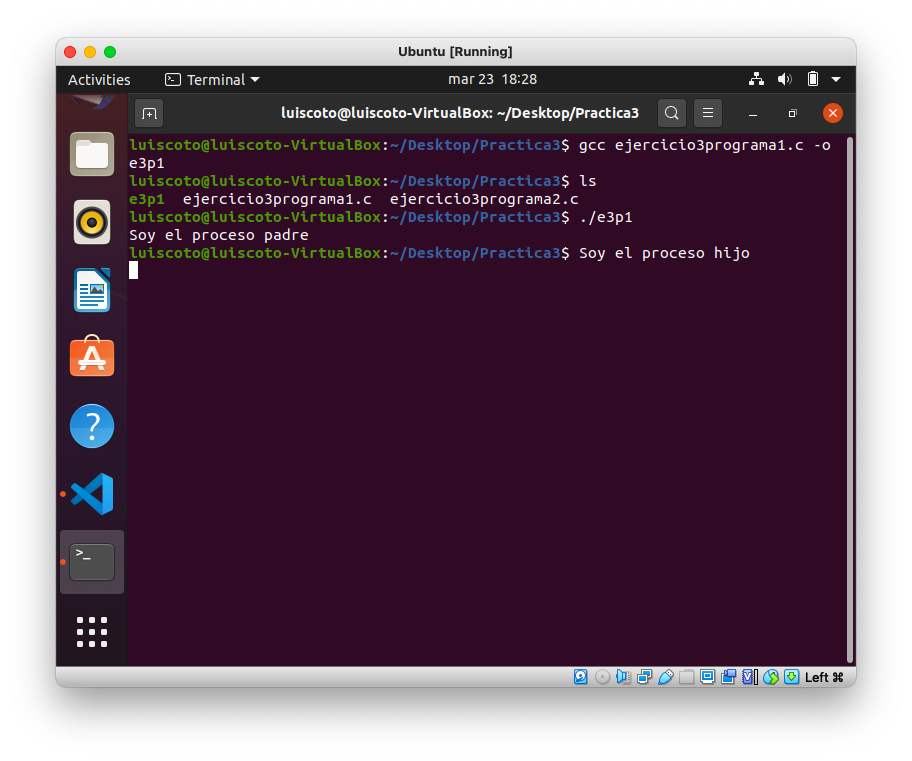 Ubuntu [Running]
Activities Terminal mar 23 18:28
luiscoto@luiscoto-VirtualBox: ~/Desktop/Practica3
luiscoto@luiscoto-VirtualBox:~/Desktop/Practica3$ gcc ejercicio3programa1.c -o
e3p1
luiscoto@luiscoto-VirtualBox:~/Desktop/Practica3$ ls
e3p1 ejercicio3programa1.c ejercicio3programa2.c
luiscoto@luiscoto-VirtualBox:~/Desktop/Practica3$ ./e3p1
Soy el proceso padre
luiscoto@luiscoto-VirtualBox:~/Desktop/Practica3$ Soy el proceso hijo
Left ⌘